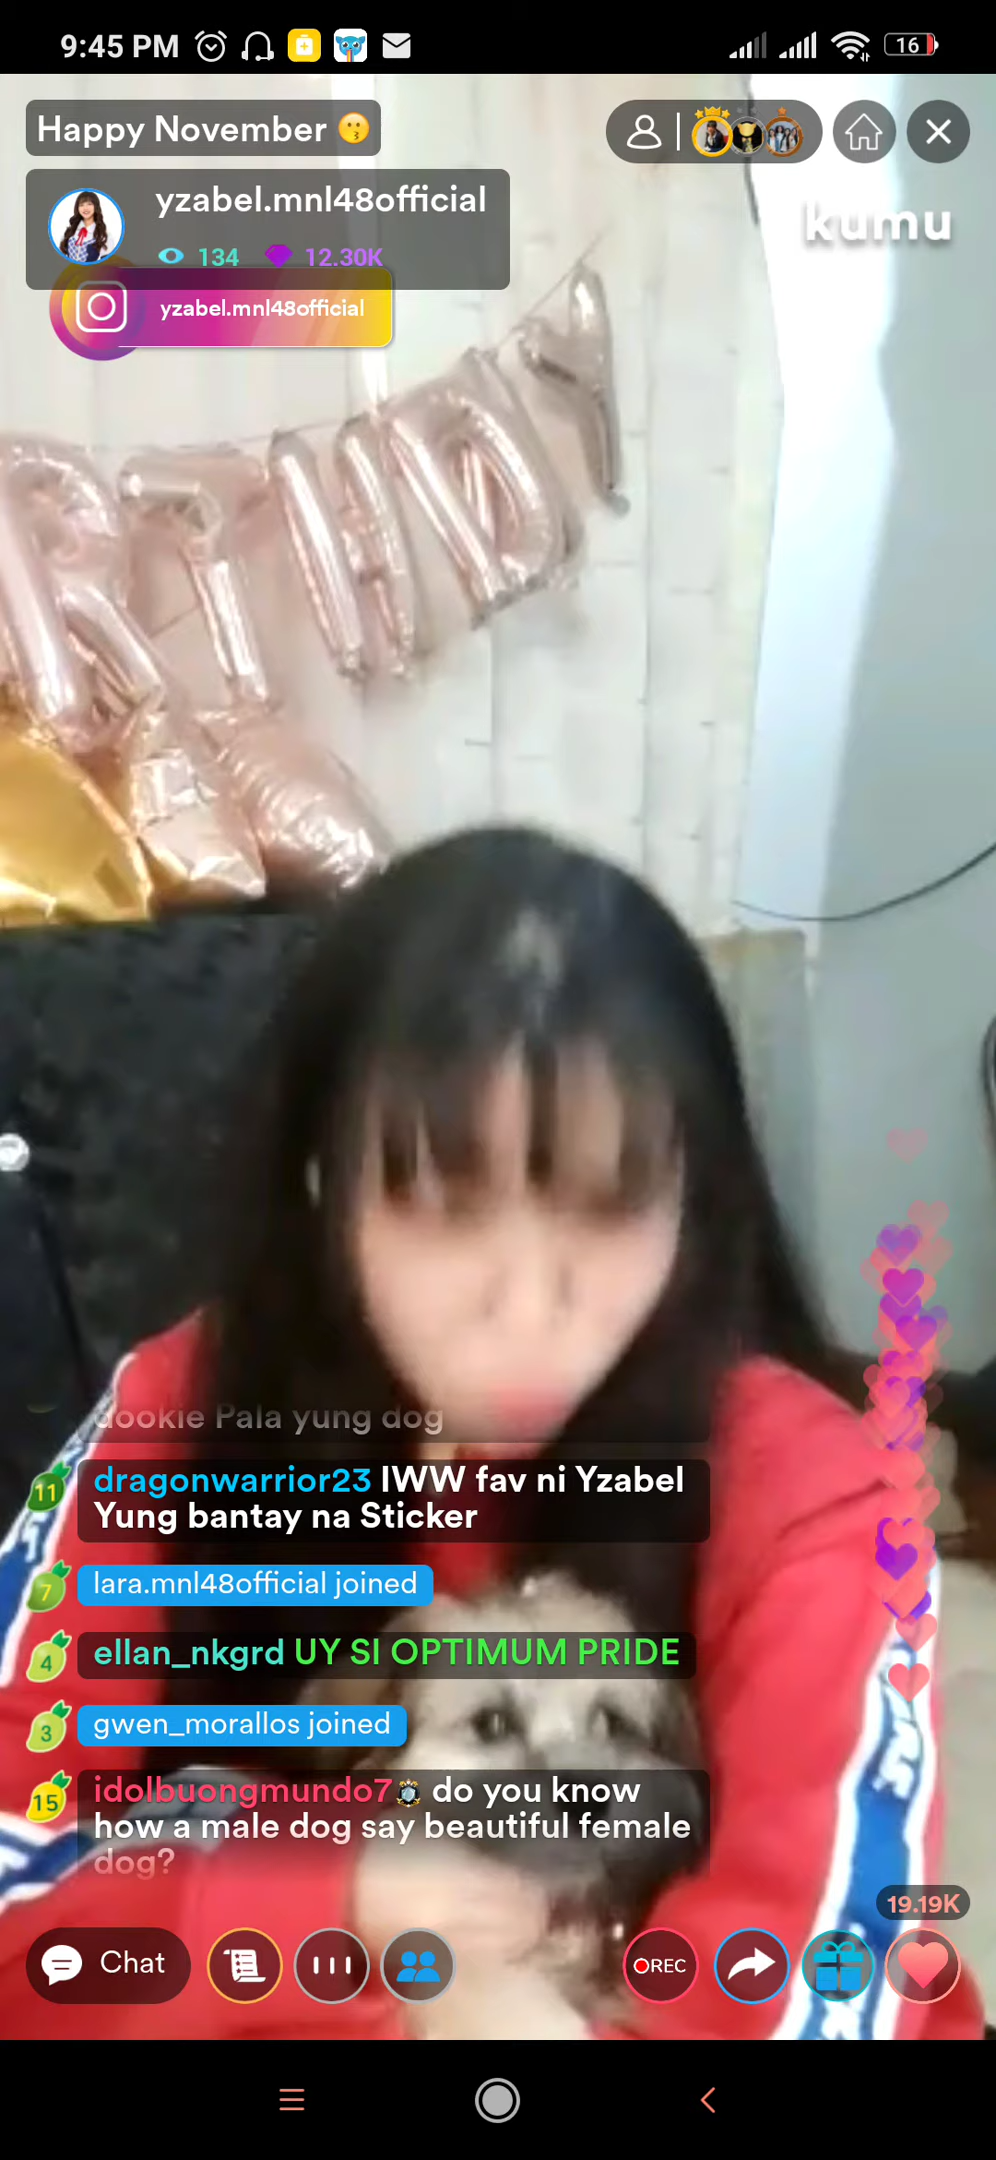 9:45 PM
16
Happy November 😗
yzabel.mnl48official
134 12.30K
kumu
yzabel.mnl48official
RTHDAY
dookie Pala yung dog
11
dragonwarrior23 IWW fav ni Yzabel
Yung bantay na Sticker
7
lara.mnl48official joined
4
ellan_nkgrd UY SI OPTIMUM PRIDE
3
gwen_morallos joined
15
idolbuongmundo7 do you know
how a male dog say beautiful female
dog?
19.19K
Chat
REC